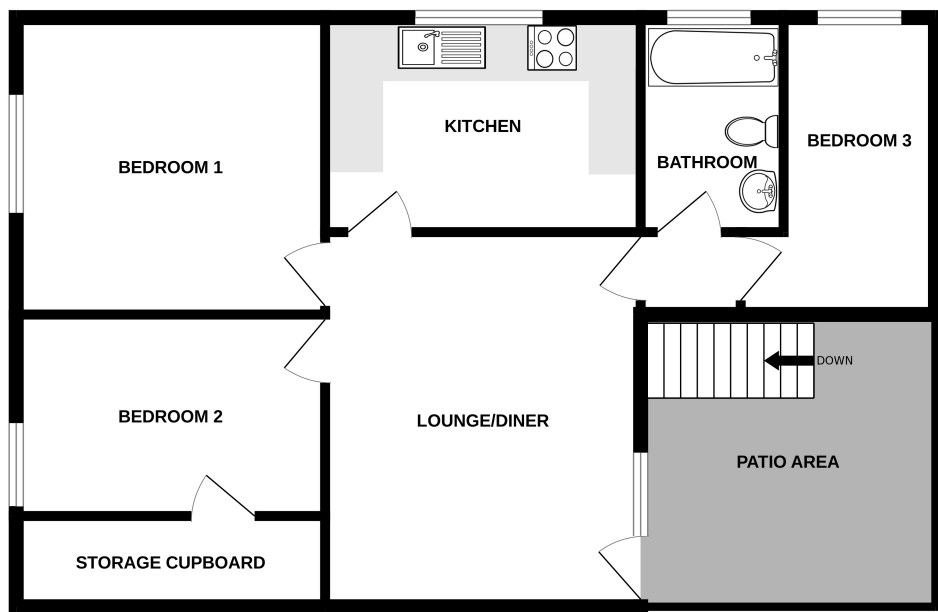 KITCHEN
BEDROOM 3
BEDROOM 1
BATHROOM
DOWN
BEDROOM 2
LOUNGE/DINER
PATIO AREA
STORAGE CUPBOARD